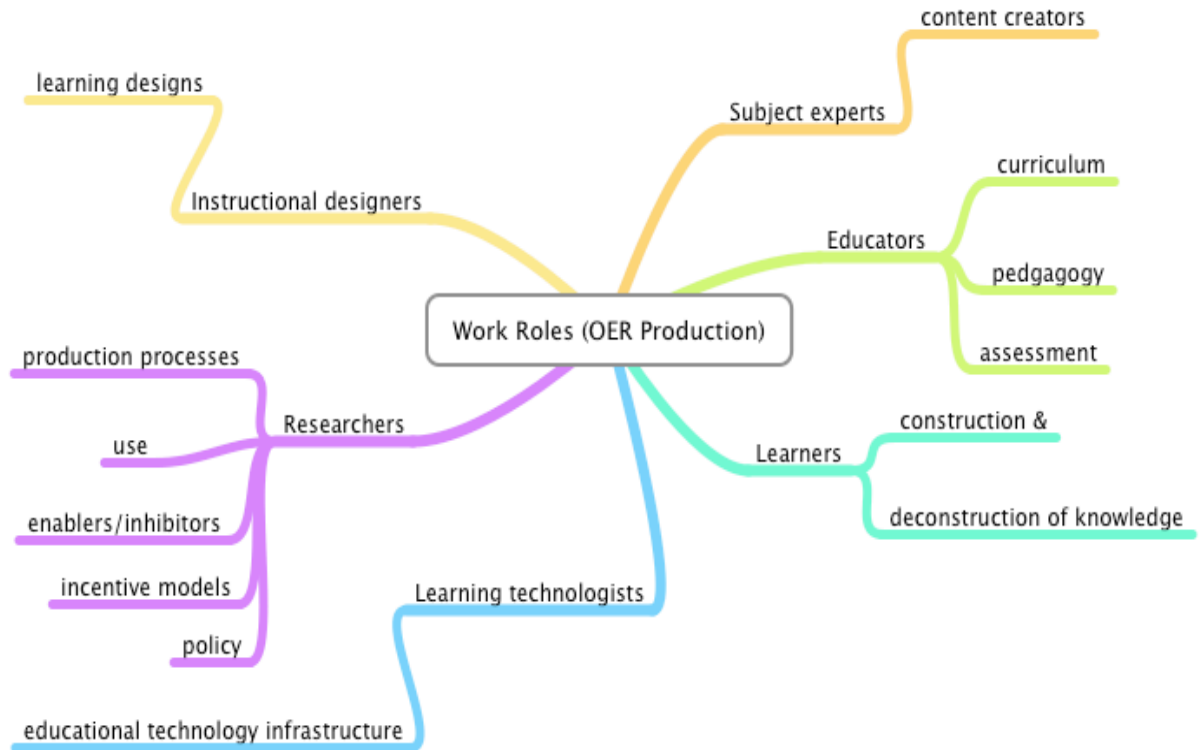 content creators
learning designs
Subject experts
curriculum
Instructional designers
Educators
pedgagogy
Work Roles (OER Production)
production processes
assessment
Researchers
construction &
use
Learners
deconstruction of knowledge
enablers/inhibitors
incentive models
Learning technologists
policy
educational technology infrastructure